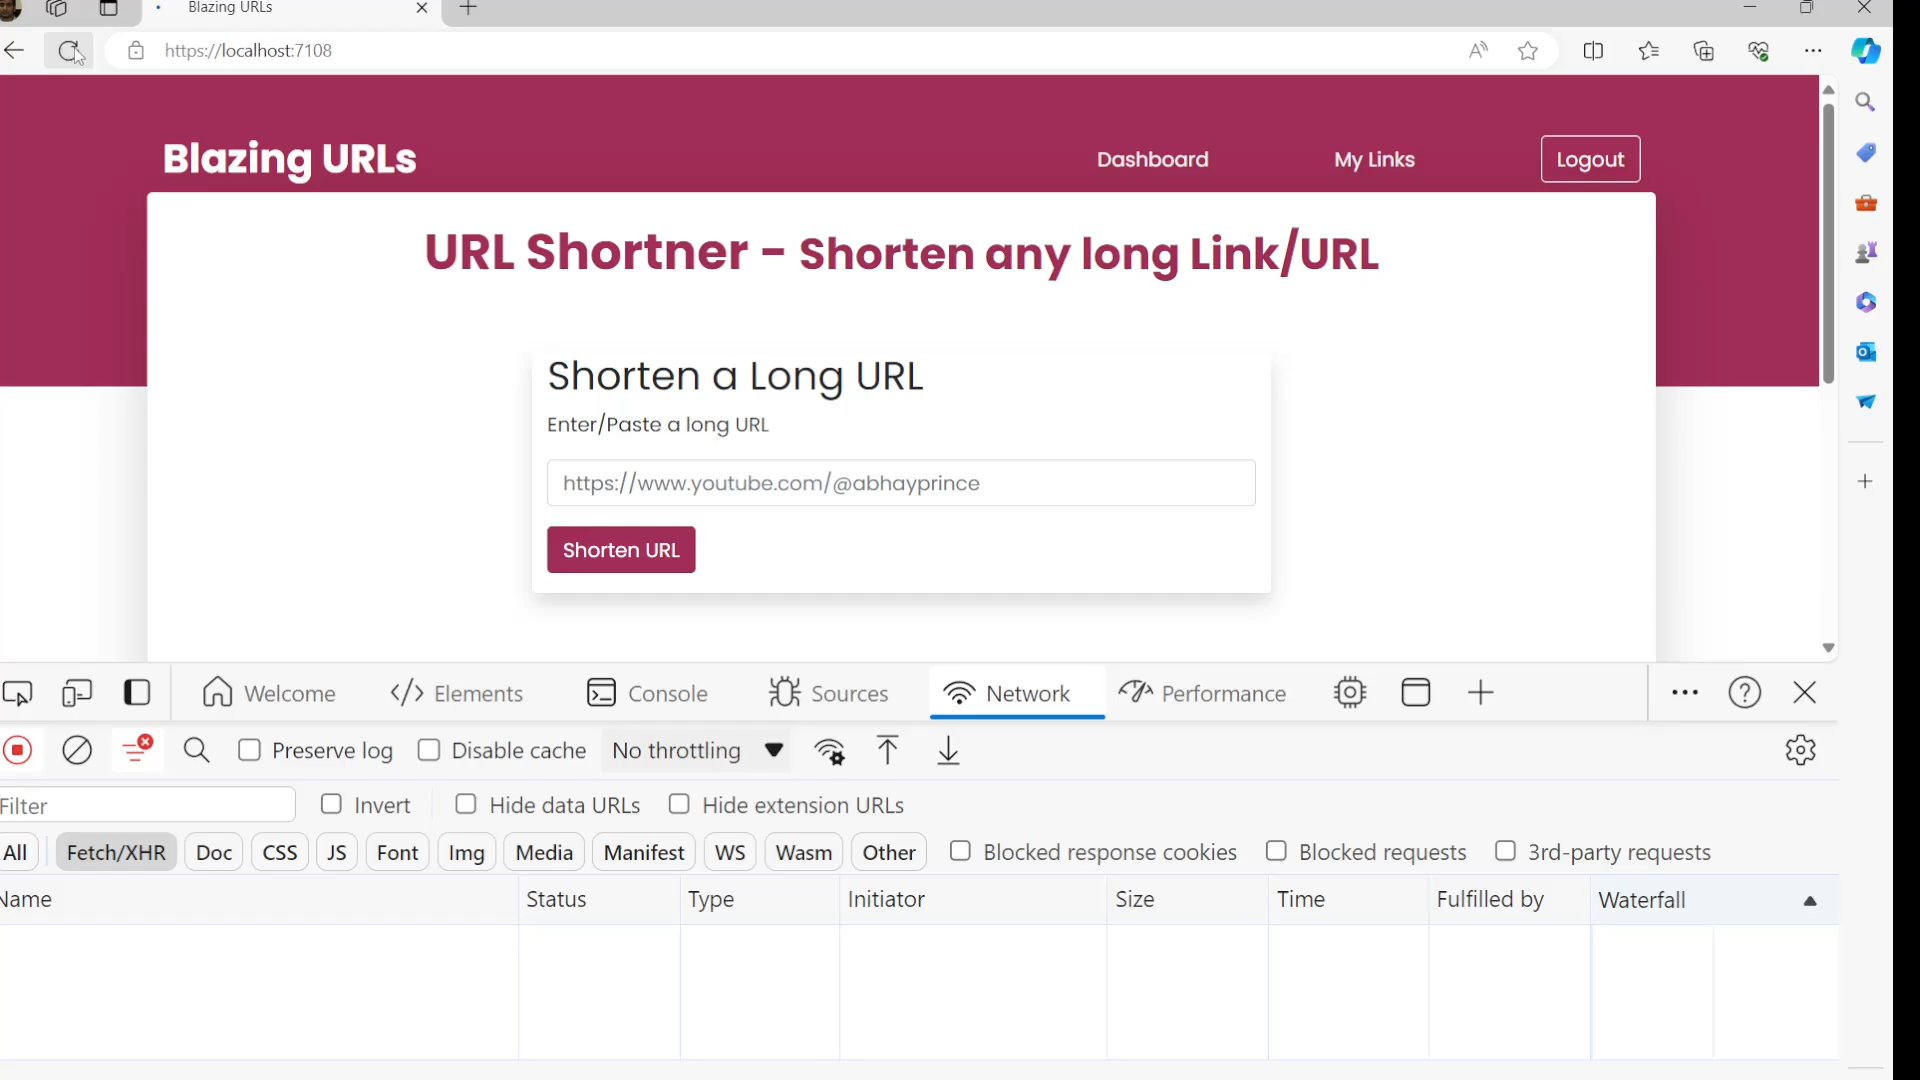 Blazing URLs
https://localhost:7108
Blazing URLs
Dashboard
My Links
Logout
URL Shortner - Shorten any long Link/URL
Shorten a Long URL
Enter/Paste a long URL
https://www.youtube.com/@abhayprince
Shorten URL
Welcome
Elements
Console
Sources
Network
Performance
Preserve log
Disable cache
No throttling
Filter
Invert
Hide data URLs
Hide extension URLs
All
Fetch/XHR
Doc
CSS
JS
Font
Img
Media
Manifest
WS
Wasm
Other
Blocked response cookies
Blocked requests
3rd-party requests
Name
Status
Type
Initiator
Size
Time
Fulfilled by
Waterfall